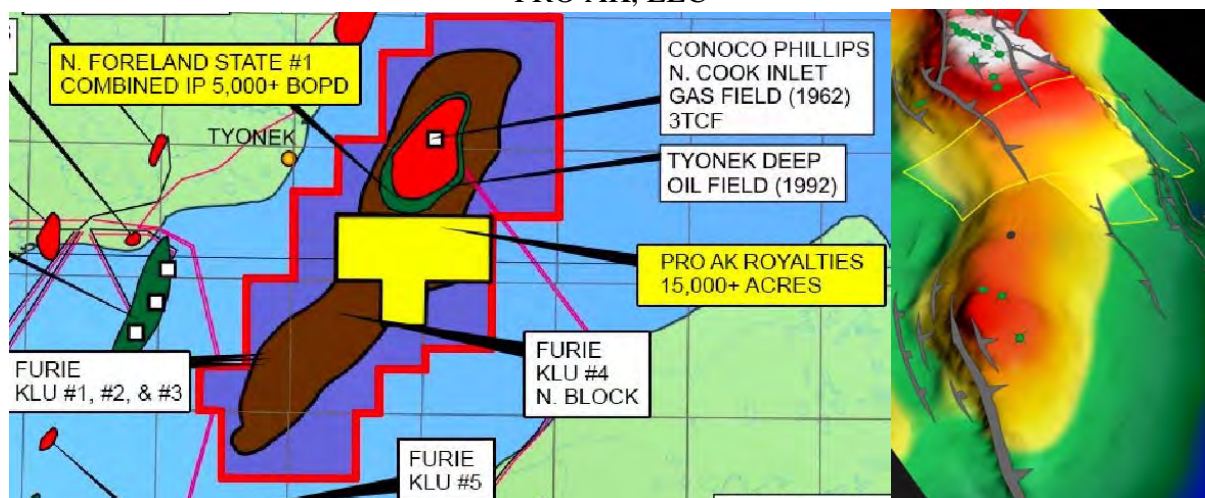 PRO AK, LLC
N. FORELAND STATE #1
COMBINED IP 5,000+ BOPD
TYONEK
CONOCO PHILLIPS
N. COOK INLET
GAS FIELD (1962)
3TCF
TYONEK DEEP
OIL FIELD (1992)
PRO AK ROYALTIES
15,000+ ACRES
FURIE
KLU #1, #2, & #3
FURIE
KLU #4
N. BLOCK
FURIE
KLU #5